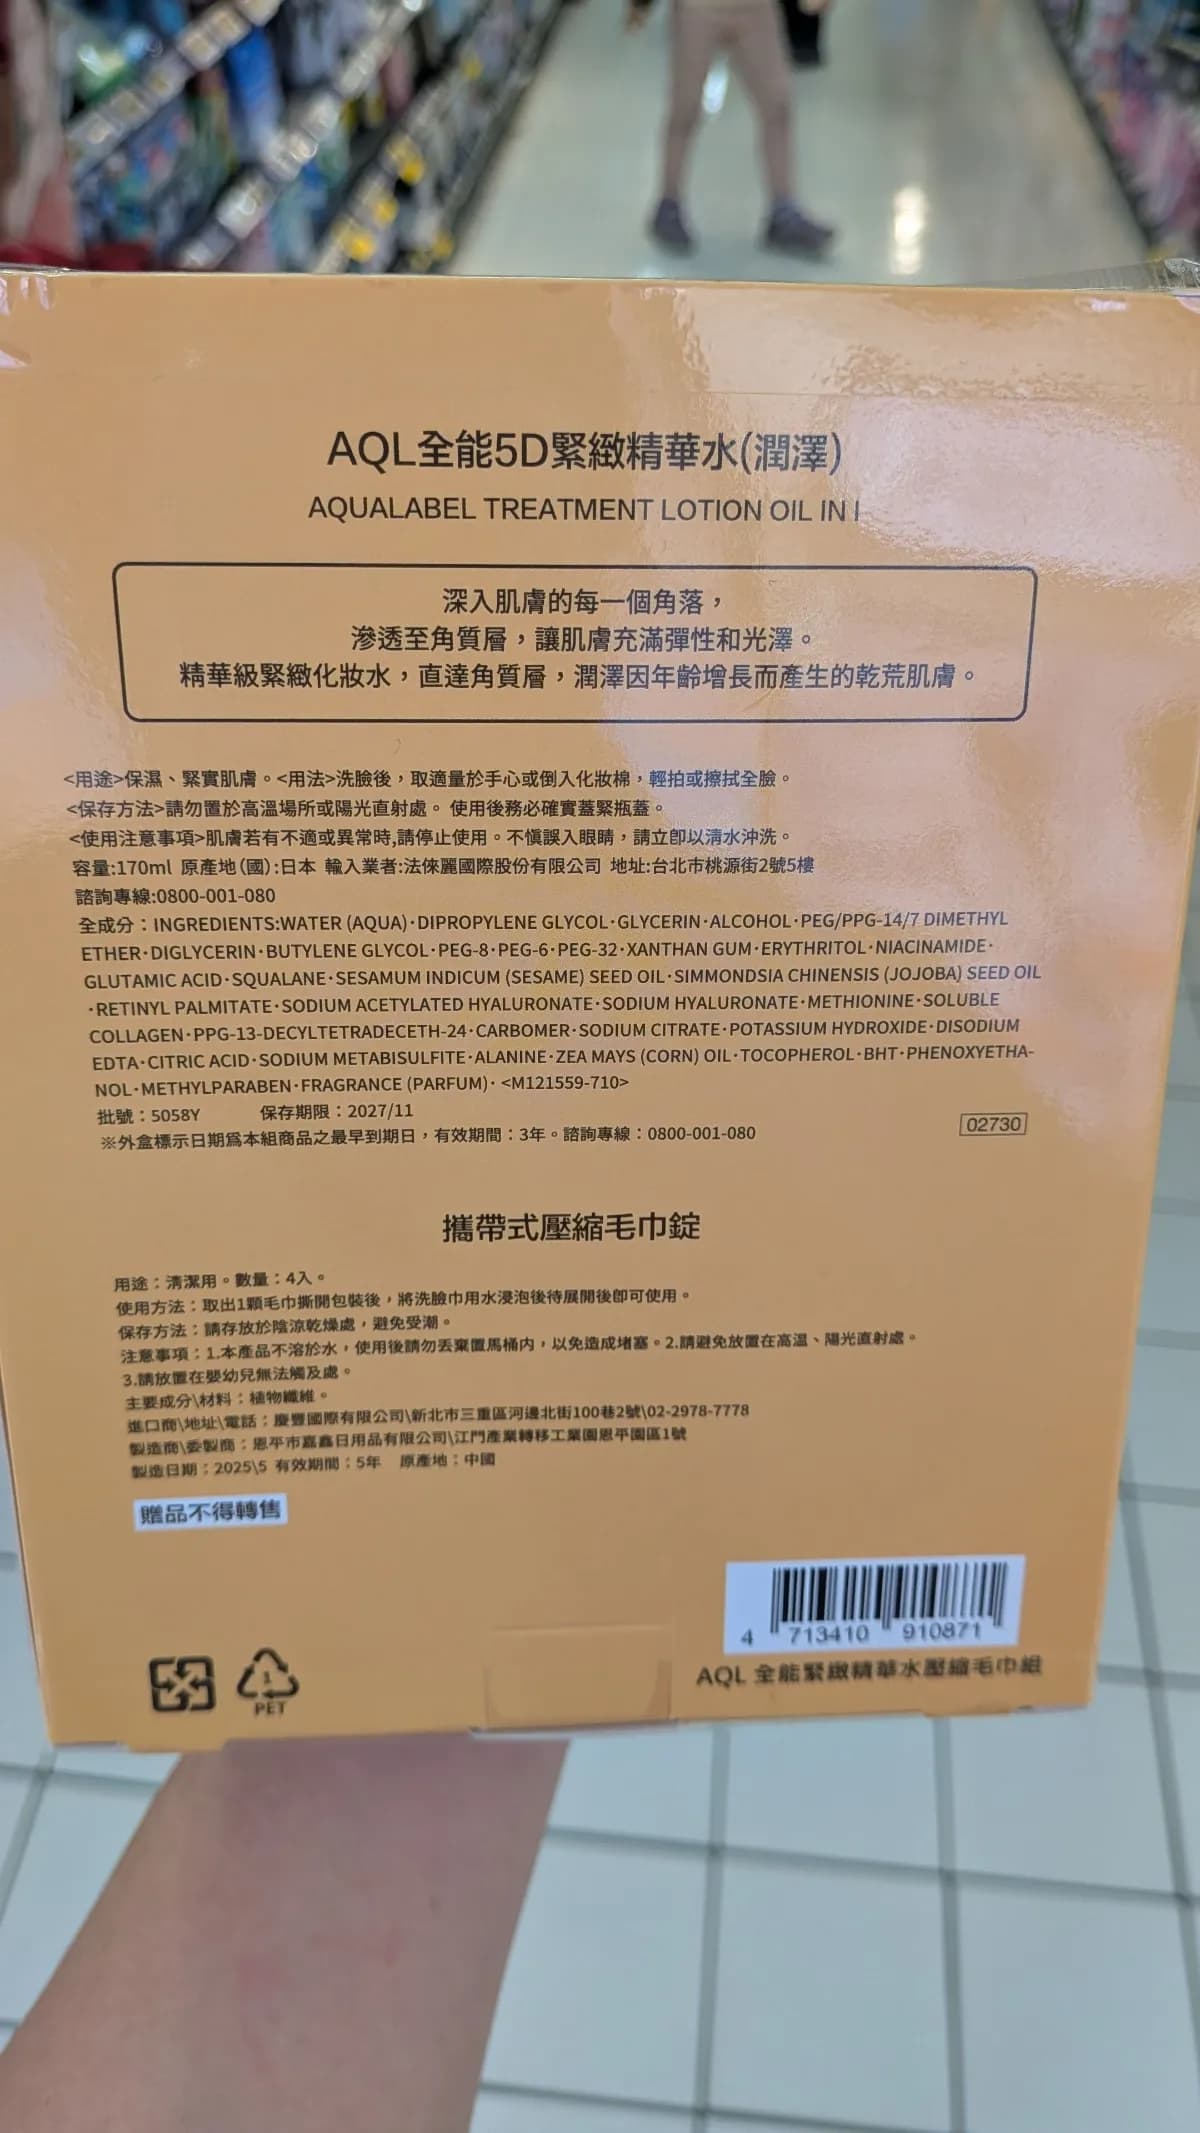 AQL全能5D緊緻精華水(潤澤)
AQUALABEL TREATMENT LOTION OIL IN I
深入肌膚的每一個角落，
滲透至角質層，讓肌膚充滿彈性和光澤。
精華級緊緻化妝水，直達角質層，潤澤因年齡增長而產生的乾荒肌膚。
<用途>保濕、緊實肌膚。<用法>洗臉後，取適量於手心或倒入化妝棉，輕拍或擦拭全臉。
<保存方法>請勿置於高溫場所或陽光直射處。 使用後務必確實蓋緊瓶蓋。
<使用注意事項>肌膚若有不適或異常時,請停止使用。不慎誤入眼睛，請立即以清水沖洗。
容量:170ml 原產地(國):日本 輸入業者:法倈麗國際股份有限公司 地址:台北市桃源街2號5樓
諮詢專線:0800-001-080
全成分：INGREDIENTS:WATER (AQUA)·DIPROPYLENE GLYCOL·GLYCERIN·ALCOHOL·PEG/PPG-14/7 DIMETHYL
ETHER·DIGLYCERIN·BUTYLENE GLYCOL·PEG-8·PEG-6·PEG-32·XANTHAN GUM·ERYTHRITOL·NIACINAMIDE·
GLUTAMIC ACID·SQUALANE·SESAMUM INDICUM (SESAME) SEED OIL·SIMMONDSIA CHINENSIS (JOJOBA) SEED OIL
·RETINYL PALMITATE·SODIUM ACETYLATED HYALURONATE·SODIUM HYALURONATE·METHIONINE·SOLUBLE
COLLAGEN·PPG-13-DECYLTETRADECETH-24·CARBOMER·SODIUM CITRATE·POTASSIUM HYDROXIDE·DISODIUM
EDTA·CITRIC ACID·SODIUM METABISULFITE·ALANINE·ZEA MAYS (CORN) OIL·TOCOPHEROL·BHT·PHENOXYETHA-
NOL·METHYLPARABEN·FRAGRANCE (PARFUM)· <M121559-710>
批號：5058Y 保存期限：2027/11
※外盒標示日期為本組商品之最早到期日，有效期間：3年。諮詢專線：0800-001-080
02730
攜帶式壓縮毛巾錠
用途：清潔用。數量：4入。
使用方法：取出1顆毛巾撕開包裝後，將洗臉巾用水浸泡後待展開後即可使用。
保存方法：請存放於陰涼乾燥處，避免受潮。
注意事項：1.本產品不溶於水，使用後請勿丟棄置馬桶內，以免造成堵塞。2.請避免放置在高溫、陽光直射處。
3.請放置在嬰幼兒無法觸及處。
主要成分\材料：植物纖維。
進口商\地址\電話：慶豐國際有限公司\新北市三重區河邊北街100巷2號\02-2978-7778
製造商\委製商：恩平市嘉鑫日用品有限公司\江門產業轉移工業園恩平園區1號
製造日期：2025\5 有效期間：5年 原產地：中國
贈品不得轉售
4 713410 910871
AQL 全能緊緻精華水壓縮毛巾組
1
PET